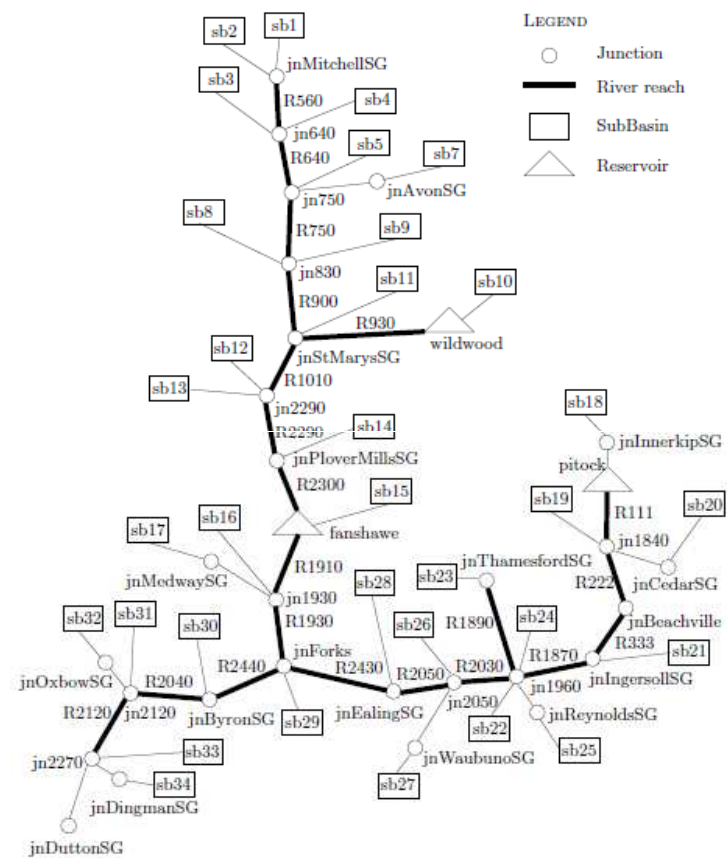 LEGEND
Junction
River reach
SubBasin
Reservoir
sb1
sb2
jnMitchellSG
sb3
R560
sb4
jn640
R640
sb5
sb7
jn750
jnAvonSG
sb8
R750
sb9
jn830
sb11
sb10
R900
R930
wildwood
sb12
jnStMarysSG
R1010
sb13
jn2290
R2290
sb14
jnPloverMillsSG
R2300
sb15
fanshawe
sb16
sb17
R1910
jnMedwaySG
jn1930
R1930
sb18
jnInnerkipSG
pitock
sb19
sb20
R111
jn1840
jnCedarSG
R222
jnBeachville
R333
sb21
jnIngersollSG
jnThamesfordSG
sb23
sb28
R1890
sb24
sb26
R1870
jn1960
R2030
R2050
jn2050
sb22
jnReynoldsSG
sb25
jnWaubunoSG
sb27
jnEalingSG
R2430
jnForks
sb29
R2440
sb30
sb31
sb32
jnOxbowSG
R2040
jnByronSG
jn2120
R2120
jn2270
sb33
sb34
jnDingmanSG
jnDuttonSG